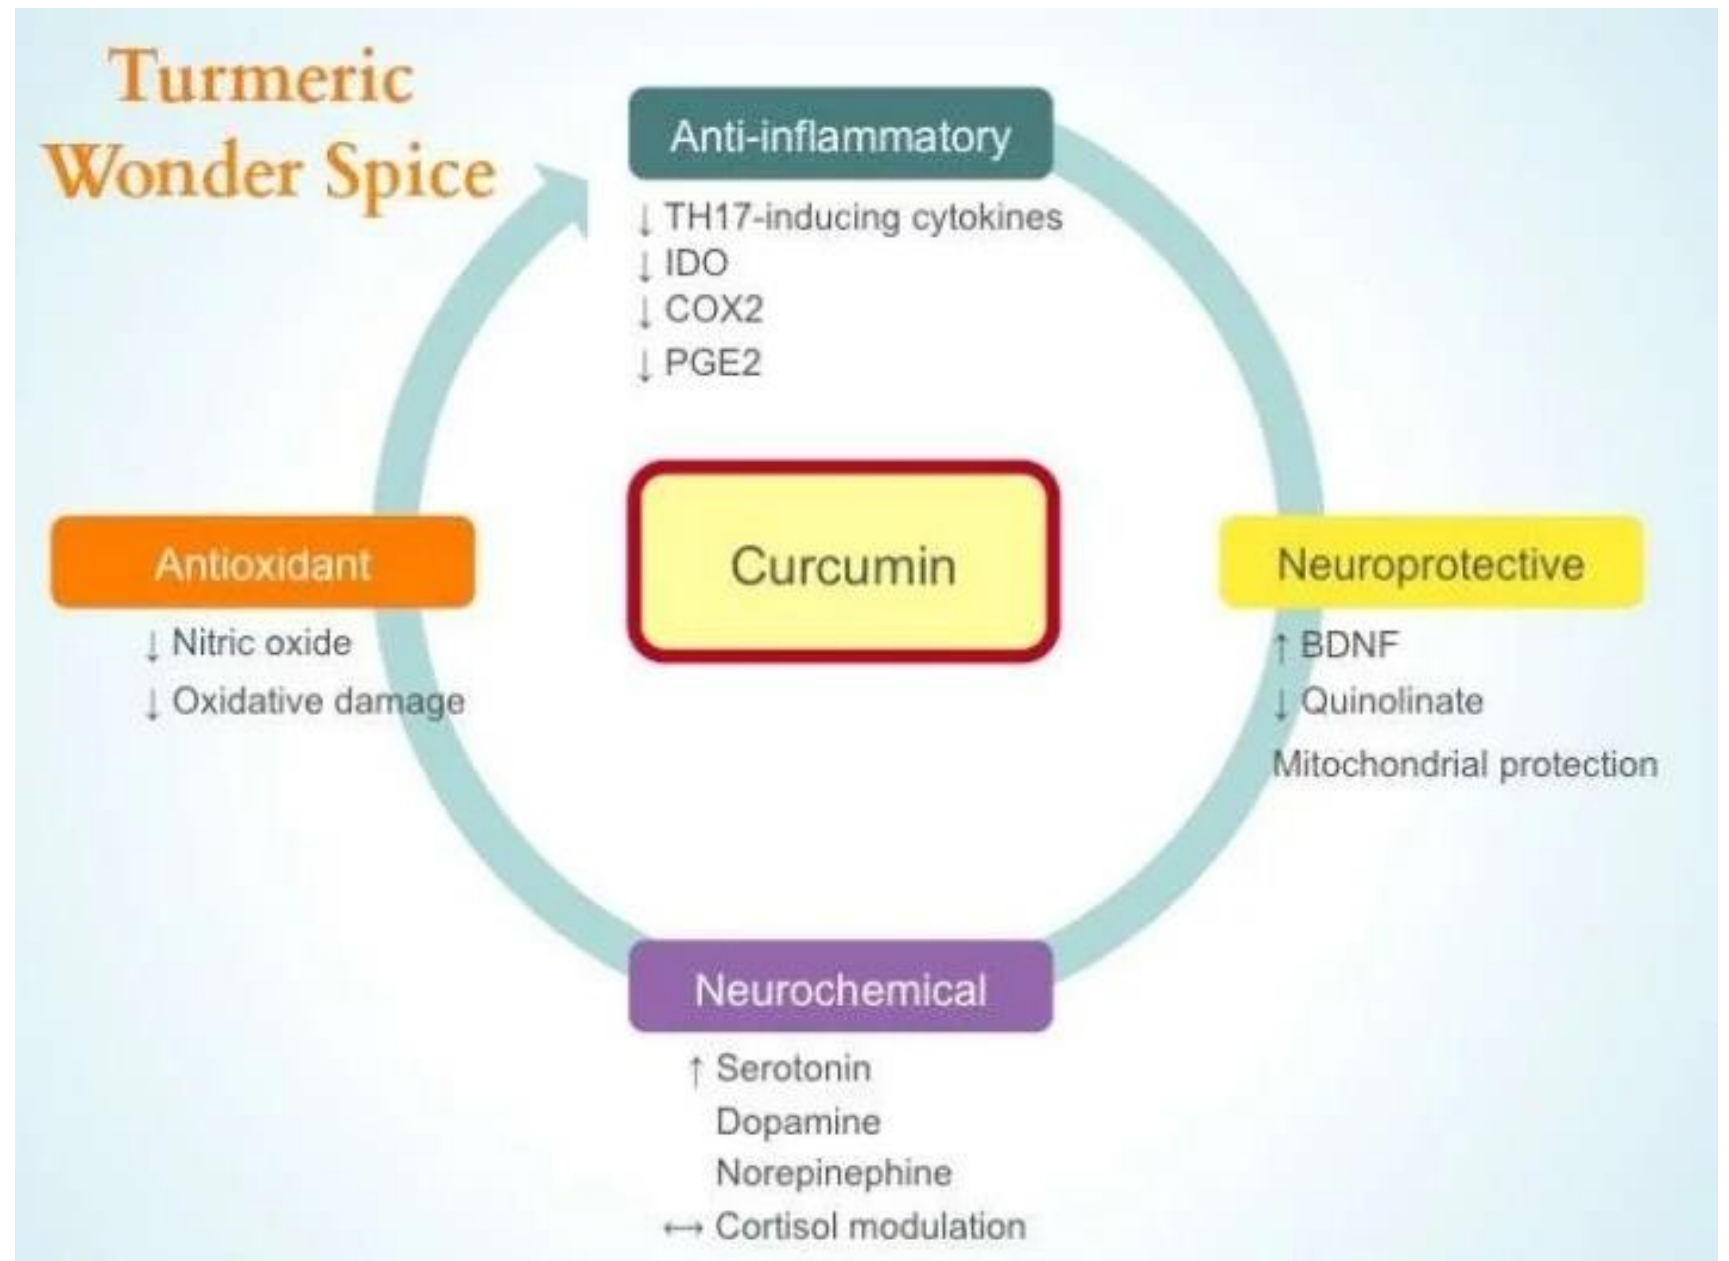 Turmeric
Wonder Spice
Anti-inflammatory
↓ TH17-inducing cytokines
↓ IDO
↓ COX2
↓ PGE2
Curcumin
Antioxidant
↓ Nitric oxide
↓ Oxidative damage
Neuroprotective
↑ BDNF
↓ Quinolinate
Mitochondrial protection
Neurochemical
↑ Serotonin
Dopamine
Norepinephine
↔ Cortisol modulation